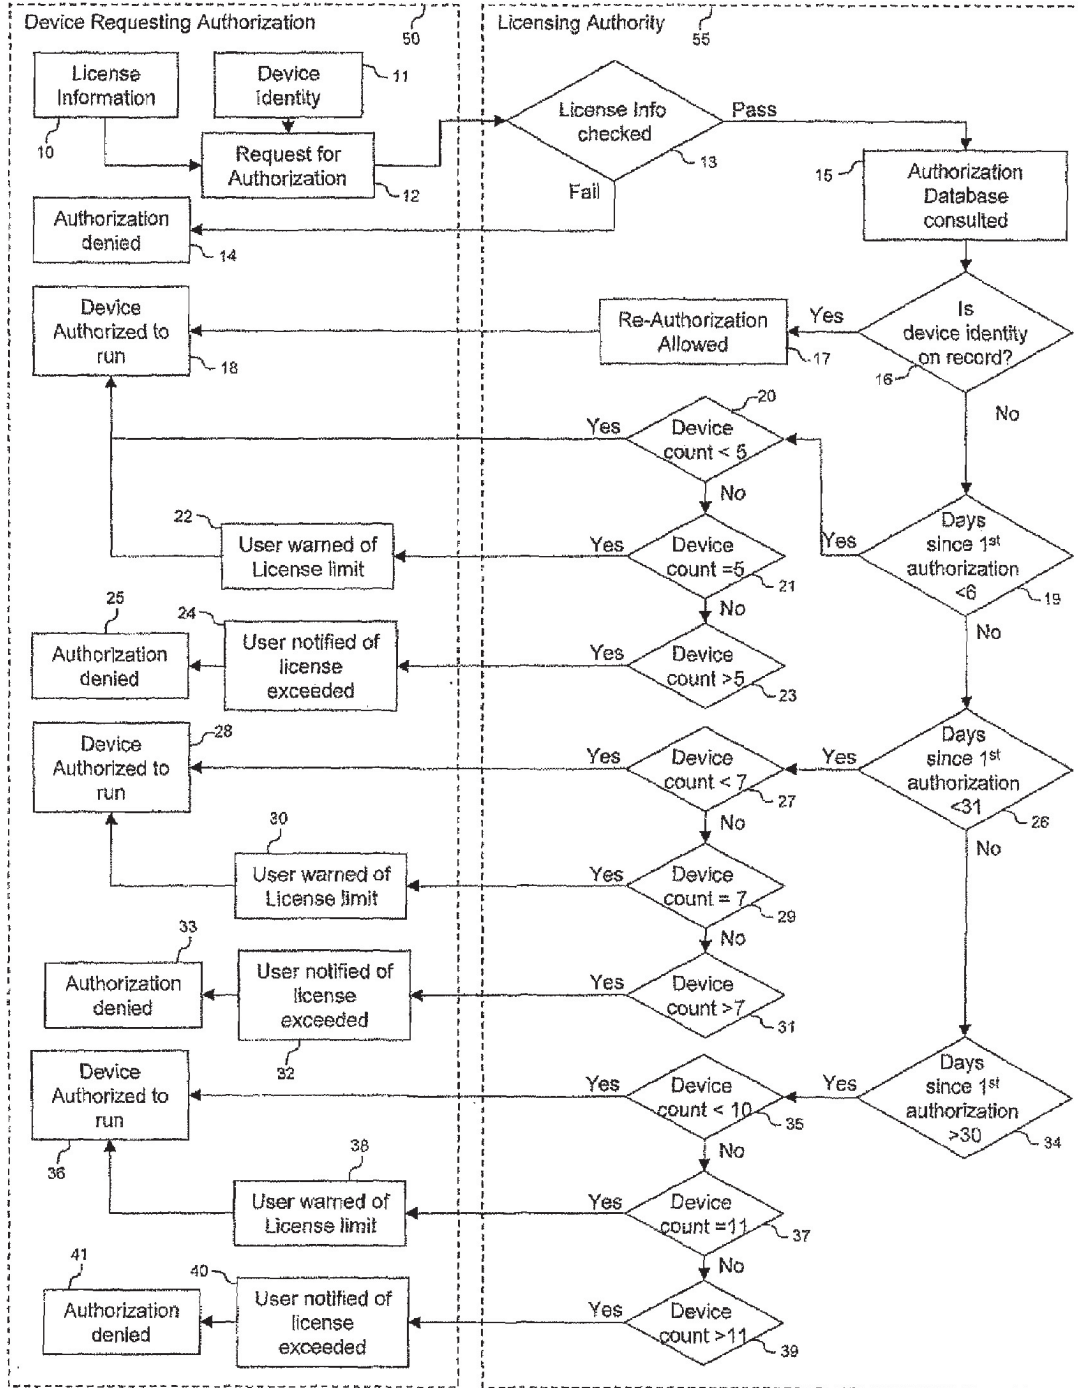 Device Requesting Authorization
50
Licensing Authority
55
License
Information
10
Device
identity
11
Request for
Authorization
12
License Info
checked
13
Pass
Fail
Authorization
denied
14
15
Authorization
Database
consulted
Device
Authorized to
run
18
Re-Authorization
Allowed
17
Yes
Is
device identity
on record?
16
No
20
Yes
Device
count < 5
No
22
User warned of
License limit
Yes
Device
count =5
21
No
Yes
Days
since 1st
authorization
<6
19
No
25
Authorization
denied
24
User notified of
license
exceeded
Yes
Device
count >5
23
28
Device
Authorized to
run
Yes
Device
count < 7
27
No
Yes
Days
since 1st
authorization
<31
26
No
30
User warned of
License limit
Yes
Device
count = 7
29
No
33
Authorization
denied
User notified of
license
exceeded
32
Yes
Device
count >7
31
Device
Authorized to
run
36
Yes
Device
count < 10
35
No
Yes
Days
since 1st
authorization
>30
34
38
User warned of
License limit
Yes
Device
count =11
37
No
41
Authorization
denied
40
User notified of
license
exceeded
Yes
Device
count >11
39